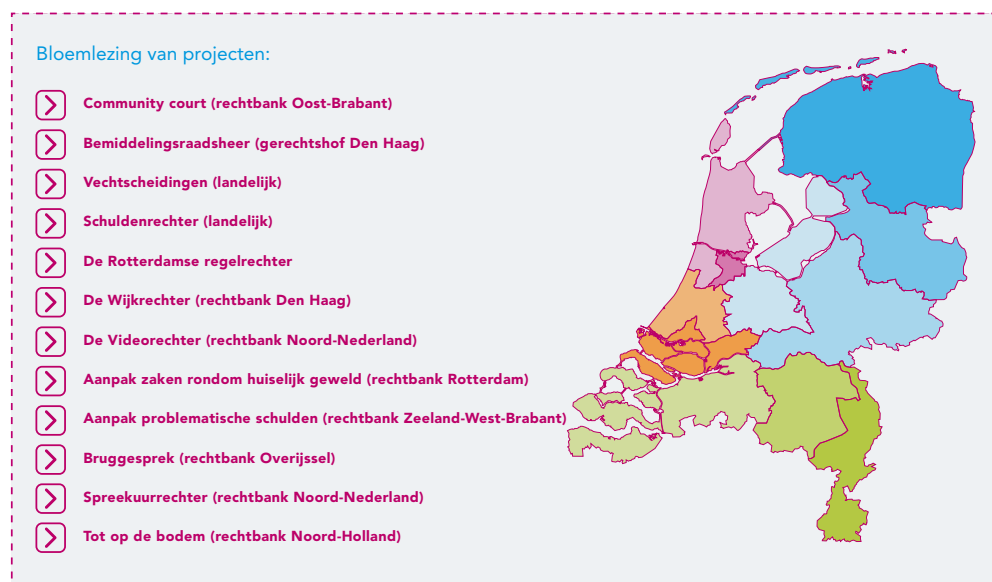 Bloemlezing van projecten:
Community court (rechtbank Oost-Brabant)
Bemiddelingsraadsheer (gerechtshof Den Haag)
Vechtscheidingen (landelijk)
Schuldenrechter (landelijk)
De Rotterdamse regelrechter
De Wijkrechter (rechtbank Den Haag)
De Videorechter (rechtbank Noord-Nederland)
Aanpak zaken rondom huiselijk geweld (rechtbank Rotterdam)
Aanpak problematische schulden (rechtbank Zeeland-West-Brabant)
Bruggesprek (rechtbank Overijssel)
Spreekuurrechter (rechtbank Noord-Nederland)
Tot op de bodem (rechtbank Noord-Holland)